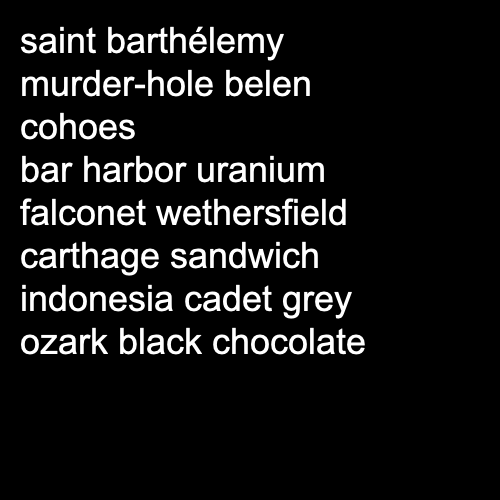 saint barthélemy
murder-hole belen
cohoes
bar harbor uranium
falconet wethersfield
carthage sandwich
indonesia cadet grey
ozark black chocolate